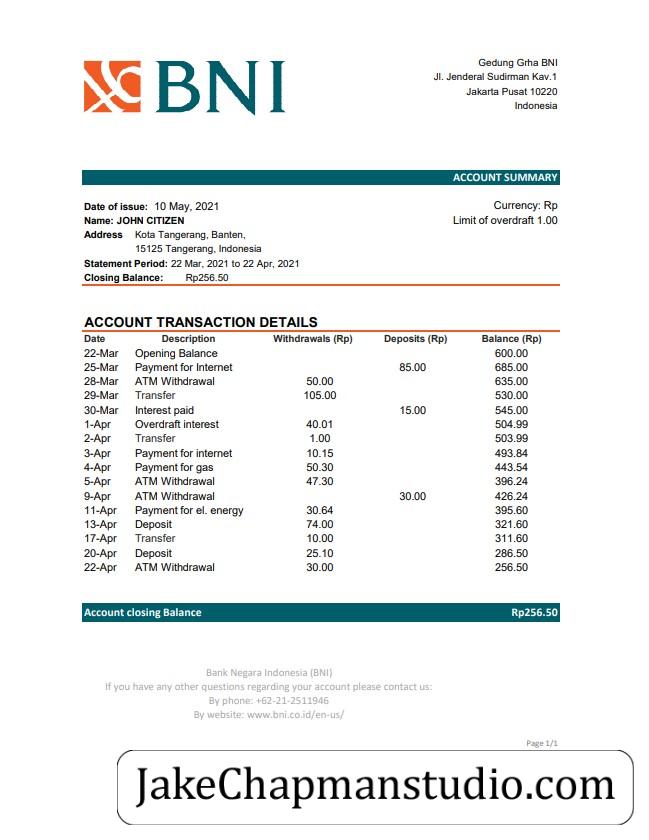 BNI
Gedung Grha BNI
Jl. Jenderal Sudirman Kav.1
Jakarta Pusat 10220
Indonesia
ACCOUNT SUMMARY
Date of issue: 10 May, 2021 Currency: Rp
Name: JOHN CITIZEN Limit of overdraft 1.00
Address Kota Tangerang, Banten,
15125 Tangerang, Indonesia
Statement Period: 22 Mar, 2021 to 22 Apr, 2021
Closing Balance: Rp256.50
ACCOUNT TRANSACTION DETAILS
Date Description Withdrawals (Rp) Deposits (Rp) Balance (Rp)
22-Mar Opening Balance 600.00
25-Mar Payment for Internet 85.00 685.00
28-Mar ATM Withdrawal 50.00 635.00
29-Mar Transfer 105.00 530.00
30-Mar Interest paid 15.00 545.00
1-Apr Overdraft interest 40.01 504.99
2-Apr Transfer 1.00 503.99
3-Apr Payment for internet 10.15 493.84
4-Apr Payment for gas 50.30 443.54
5-Apr ATM Withdrawal 47.30 396.24
9-Apr ATM Withdrawal 30.00 426.24
11-Apr Payment for el. energy 30.64 395.60
13-Apr Deposit 74.00 321.60
17-Apr Transfer 10.00 311.60
20-Apr Deposit 25.10 286.50
22-Apr ATM Withdrawal 30.00 256.50
Account closing Balance Rp256.50
Bank Negara Indonesia (BNI)
If you have any other questions regarding your account please contact us:
By phone: +62-21-2511946
By website: www.bni.co.id/en-us/
Page 1/1
JakeChapmanstudio.com